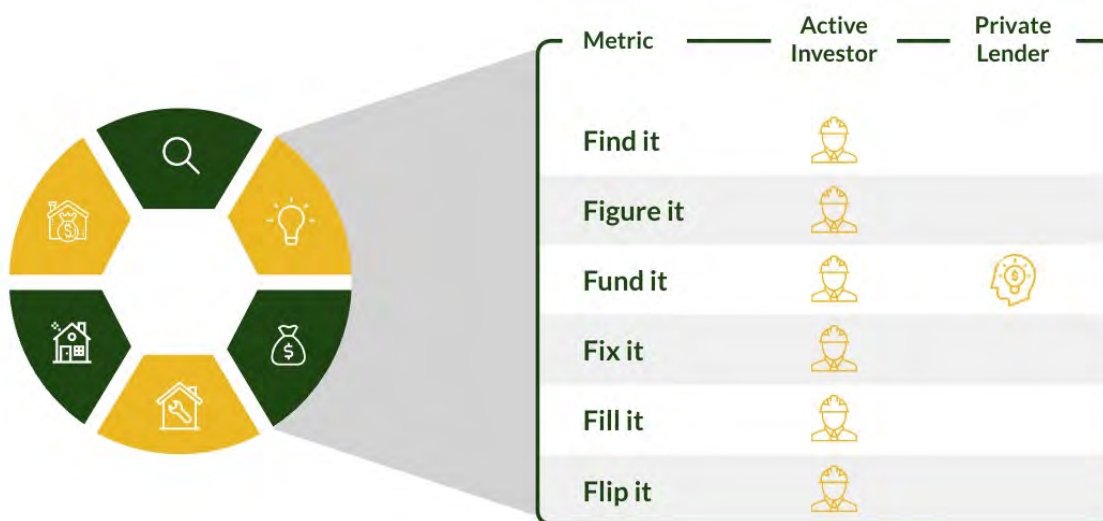 Metric
Active
Investor
Private
Lender
Find it
Figure it
Fund it
Fix it
Fill it
Flip it